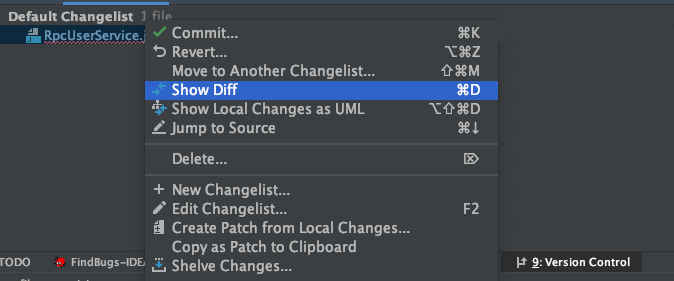 Default Changelist 1 file
RpcUserService.j
Commit... ⌘K
Revert... ⌥⌘Z
Move to Another Changelist... ⇧⌘M
Show Diff ⌘D
Show Local Changes as UML ⌥⇧⌘D
Jump to Source ⌘↓
Delete... ⌦
New Changelist...
Edit Changelist... F2
Create Patch from Local Changes...
Copy as Patch to Clipboard
Shelve Changes...
TODO FindBugs-IDEA 9: Version Control